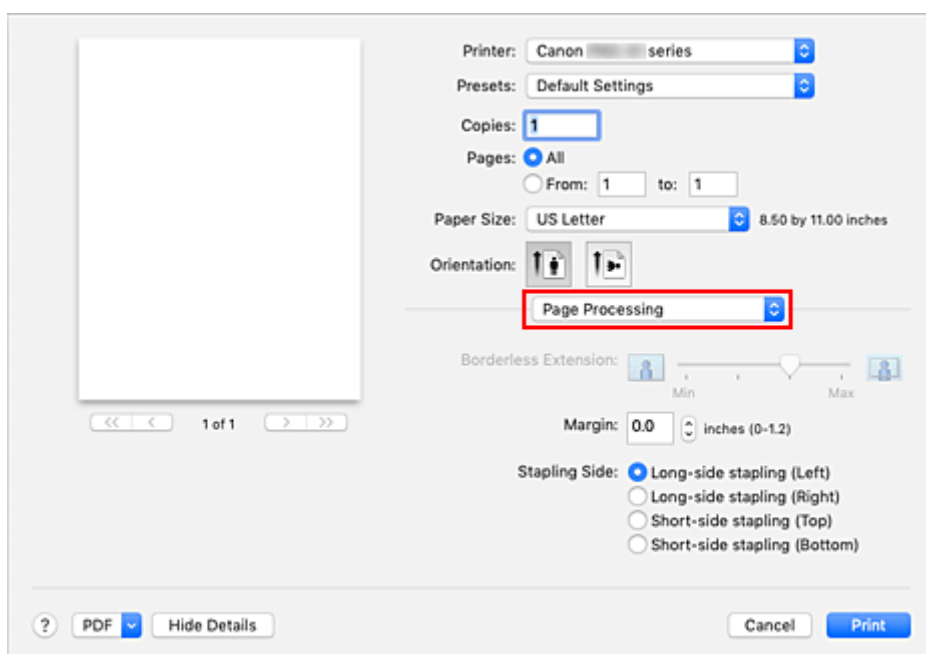 Printer: Canon series
Presets: Default Settings
Copies: 1
Pages: All
From: 1 to: 1
Paper Size: US Letter 8.50 by 11.00 inches
Orientation:
Page Processing
Borderless Extension:
Min Max
<< < 1 of 1 > >>
Margin: 0.0 inches (0-1.2)
Stapling Side: Long-side stapling (Left)
Long-side stapling (Right)
Short-side stapling (Top)
Short-side stapling (Bottom)
? PDF Hide Details Cancel Print